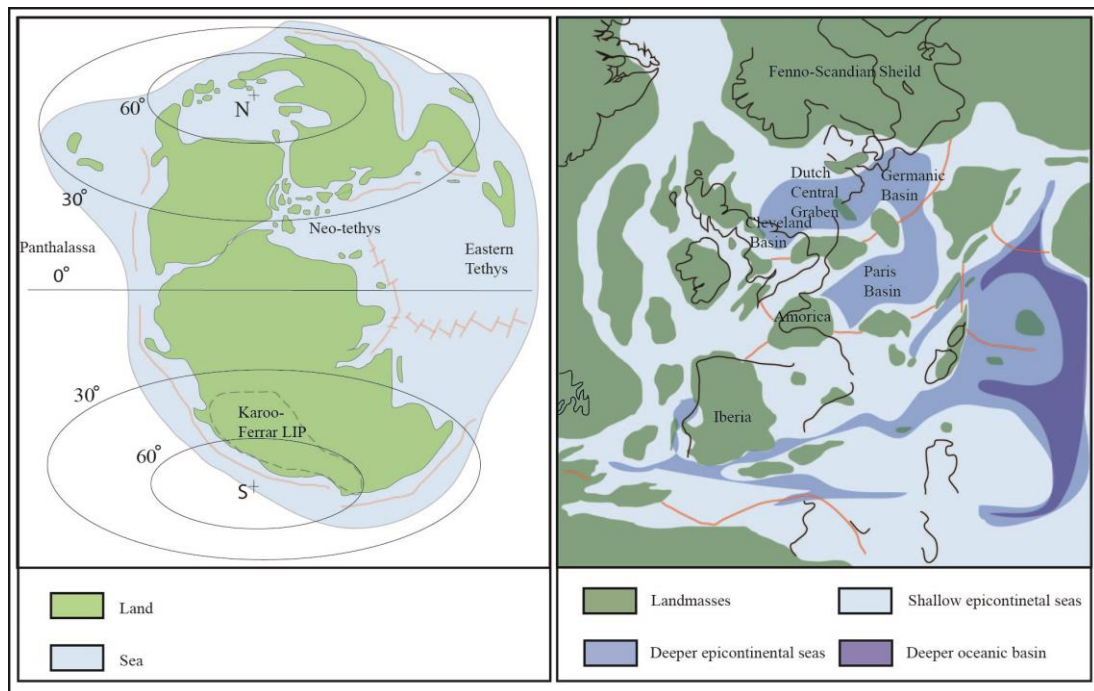 60°
N
30°
Panthalassa
0°
Neo-tethys
Eastern
Tethys
30°
Karoo-
Ferrar LIP
60°
S
Land
Sea
Fenno-Scandian Sheild
Dutch
Central
Graben
Germanic
Basin
Cleveland
Basin
Paris
Basin
Amorica
Iberia
Landmasses
Shallow epicontinetal seas
Deeper epicontinental seas
Deeper oceanic basin